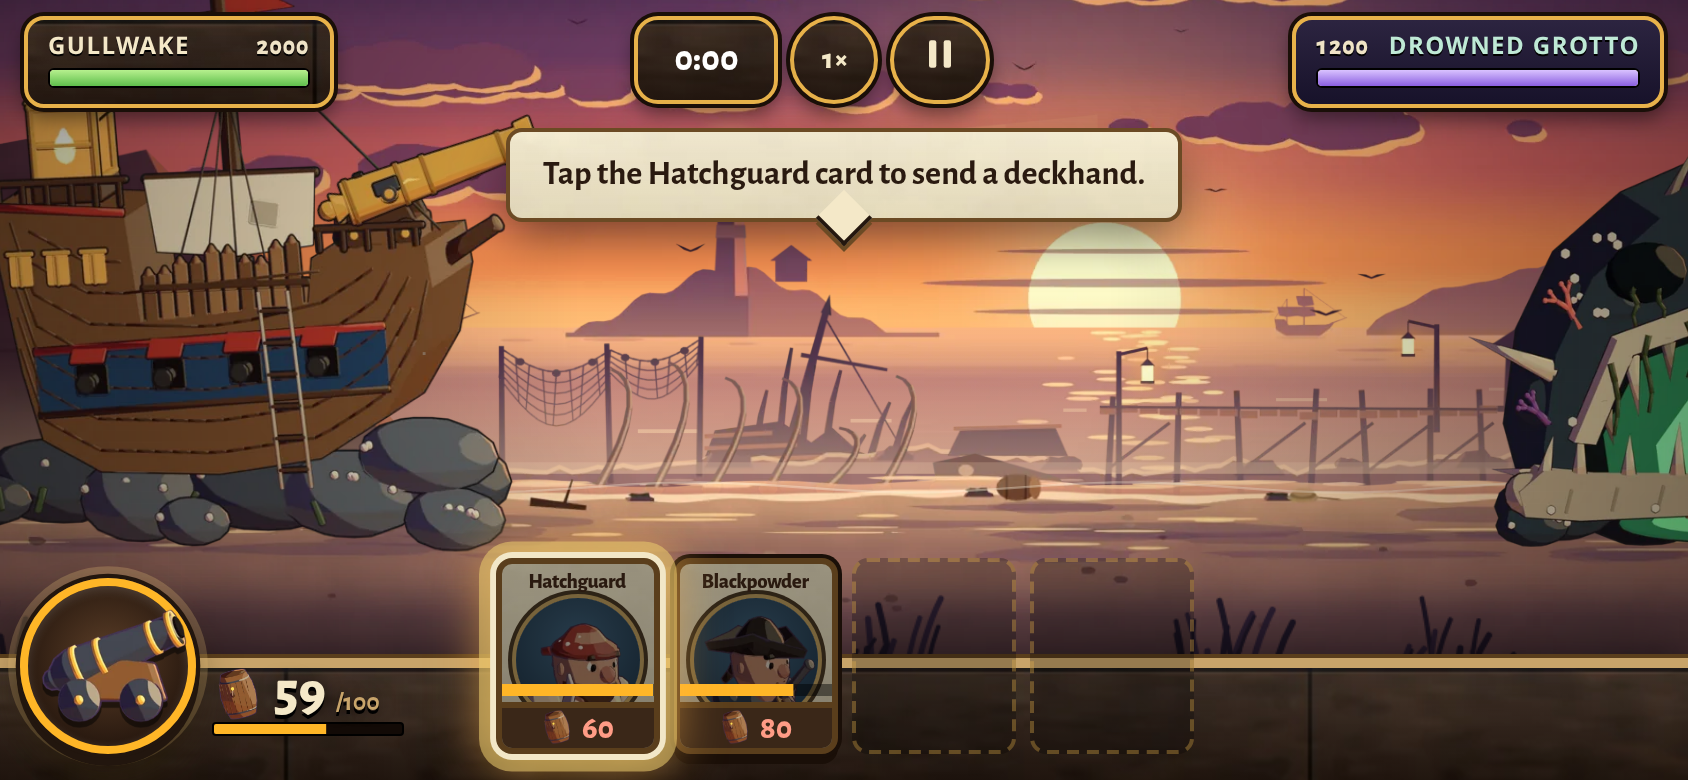 GULLWAKE 2000
0:00
1×
1200 DROWNED GROTTO
Tap the Hatchguard card to send a deckhand.
Hatchguard
Blackpowder
59 /100
60
80